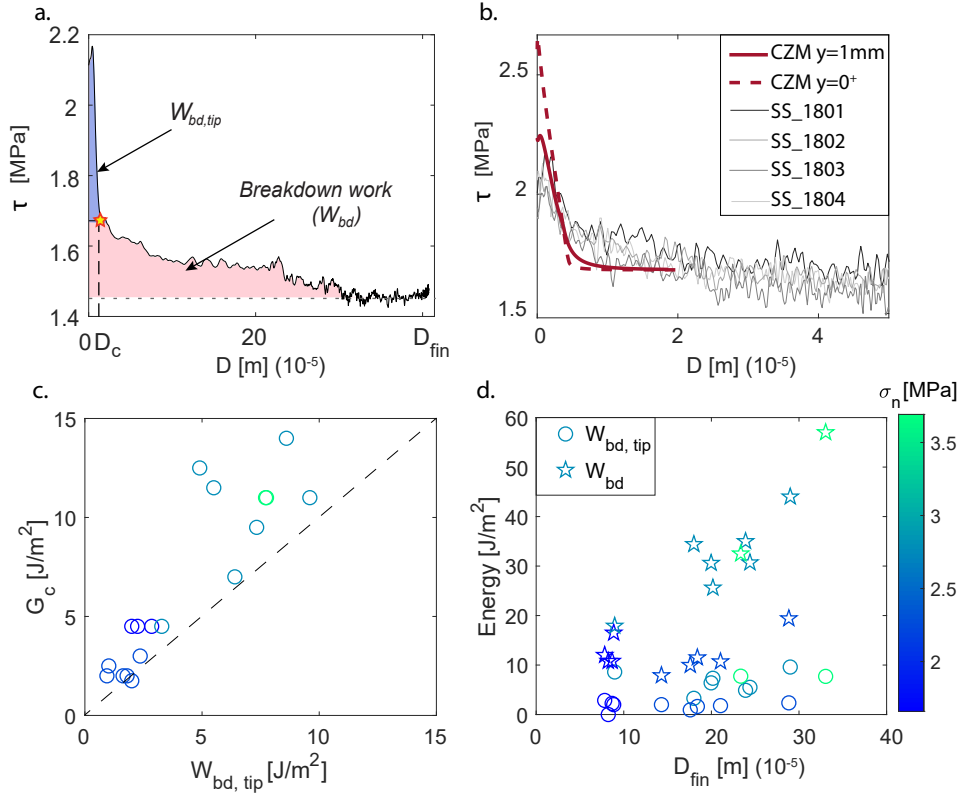 a.
2.2
2
1.8
1.6
1.4
τ [MPa]
W_bd,tip
Breakdown work
(W_bd)
0 D_c
20
D_fin
D [m] (10^-5)
b.
2.5
2
1.5
τ
CZM y=1mm
CZM y=0^+
SS_1801
SS_1802
SS_1803
SS_1804
0
2
4
D [m] (10^-5)
c.
15
10
5
0
G_c [J/m^2]
0
5
10
15
W_bd, tip [J/m^2]
d.
60
50
40
30
20
10
0
Energy [J/m^2]
W_bd, tip
W_bd
0
10
20
30
40
D_fin [m] (10^-5)
σ_n [MPa]
3.5
3
2.5
2